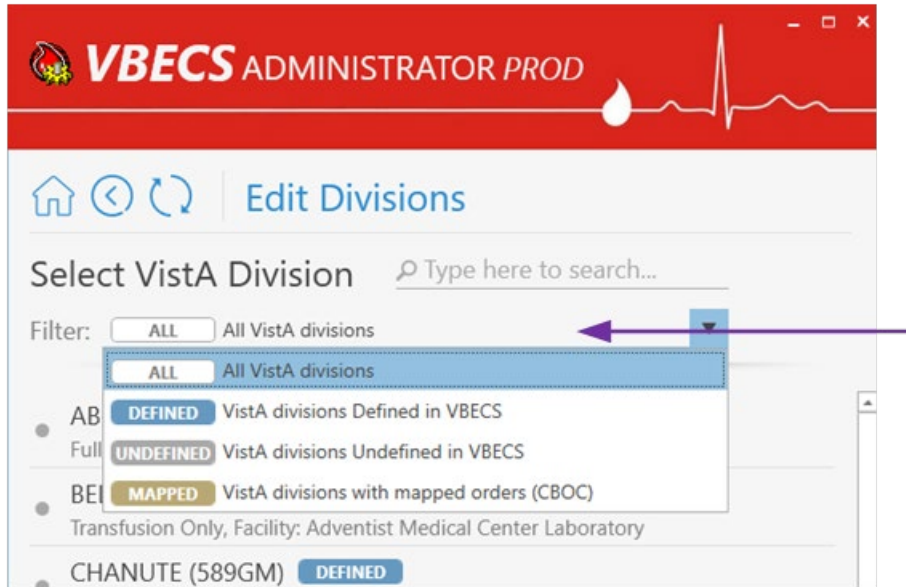 VBECS ADMINISTRATOR PROD
Edit Divisions
Select VistA Division Type here to search...
Filter: ALL All VistA divisions
ALL All VistA divisions
AB DEFINED VistA divisions Defined in VBECS
Full UNDEFINED VistA divisions Undefined in VBECS
MAPPED VistA divisions with mapped orders (CBOC)
Transfusion Only, Facility: Adventist Medical Center Laboratory
CHANUTE (589GM) DEFINED